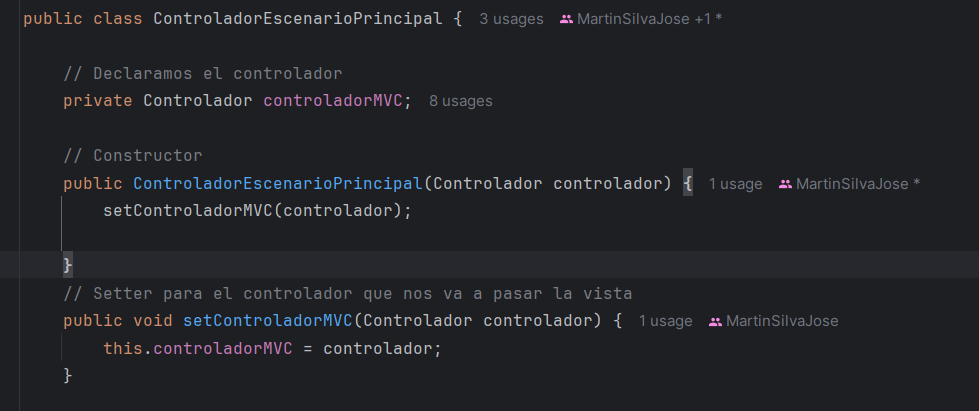 public class ControladorEscenarioPrincipal { 3 usages MartinSilvaJose +1 *
// Declaramos el controlador
private Controlador controladorMVC; 8 usages
// Constructor
public ControladorEscenarioPrincipal(Controlador controlador) { 1 usage MartinSilvaJose *
setControladorMVC(controlador);
}
// Setter para el controlador que nos va a pasar la vista
public void setControladorMVC(Controlador controlador) { 1 usage MartinSilvaJose
this.controladorMVC = controlador;
}